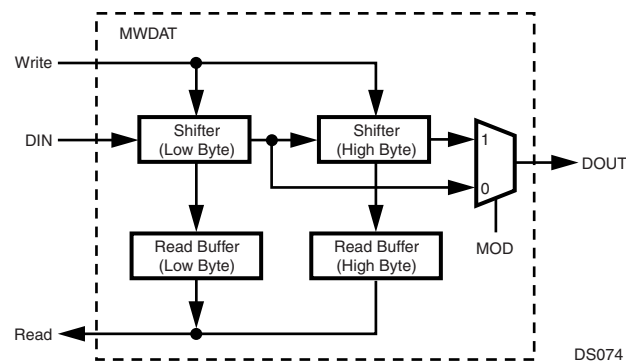 MWDAT
Write
DIN
Shifter
(Low Byte)
Shifter
(High Byte)
1
0
DOUT
MOD
Read Buffer
(Low Byte)
Read Buffer
(High Byte)
Read
DS074